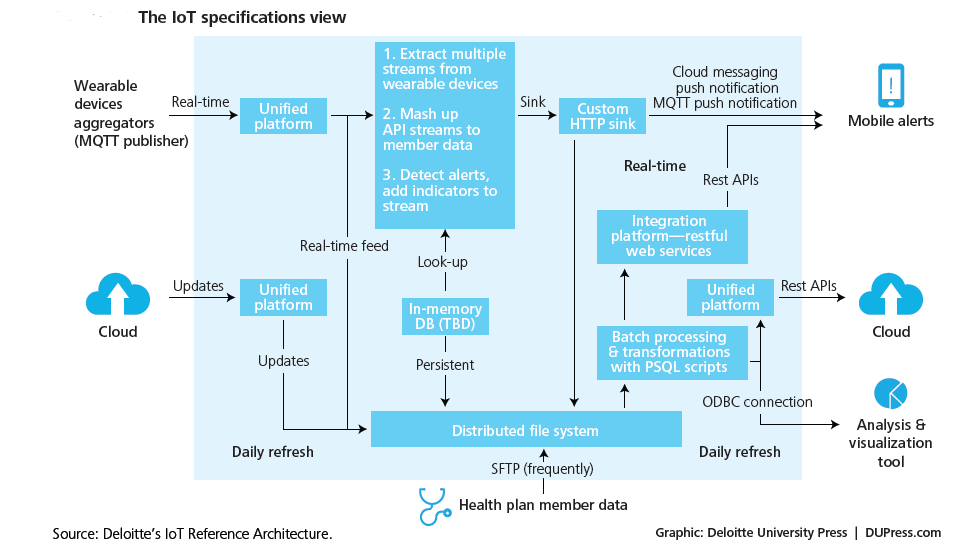 The IoT specifications view
Wearable
devices
aggregators
(MQTT publisher)
Real-time
Unified
platform
1. Extract multiple
streams from
wearable devices
2. Mash up
API streams to
member data
3. Detect alerts,
add indicators to
stream
Sink
Custom
HTTP sink
Cloud messaging
push notification
MQTT push notification
Mobile alerts
Real-time
Rest APIs
Integration
platform—restful
web services
Real-time feed
Look-up
Cloud
Updates
Unified
platform
In-memory
DB (TBD)
Unified
platform
Rest APIs
Cloud
Updates
Persistent
Batch processing
& transformations
with PSQL scripts
ODBC connection
Analysis &
visualization
tool
Distributed file system
Daily refresh
Daily refresh
SFTP (frequently)
Health plan member data
Source: Deloitte’s IoT Reference Architecture.
Graphic: Deloitte University Press | DUPress.com